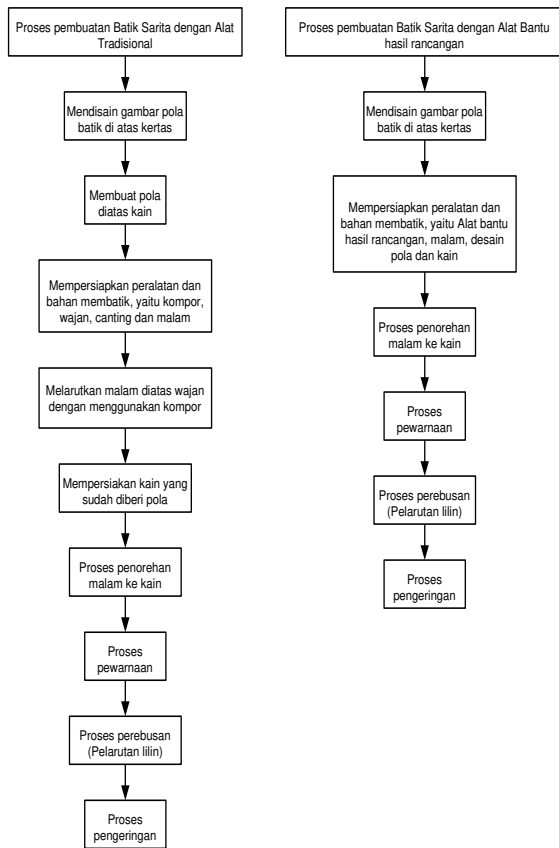 Proses pembuatan Batik Sarita dengan Alat
Tradisional
Mendisain gambar pola
batik di atas kertas
Membuat pola
diatas kain
Mempersiapkan peralatan dan
bahan membatik, yaitu kompor,
wajan, canting dan malam
Melarutkan malam diatas wajan
dengan menggunakan kompor
Mempersiakan kain yang
sudah diberi pola
Proses penorehan
malam ke kain
Proses
pewarnaan
Proses perebusan
(Pelarutan lilin)
Proses
pengeringan
Proses pembuatan Batik Sarita dengan Alat Bantu
hasil rancangan
Mendisain gambar pola
batik di atas kertas
Mempersiapkan peralatan dan
bahan membatik, yaitu Alat bantu
hasil rancangan, malam, desain
pola dan kain
Proses penorehan
malam ke kain
Proses
pewarnaan
Proses perebusan
(Pelarutan lilin)
Proses
pengeringan